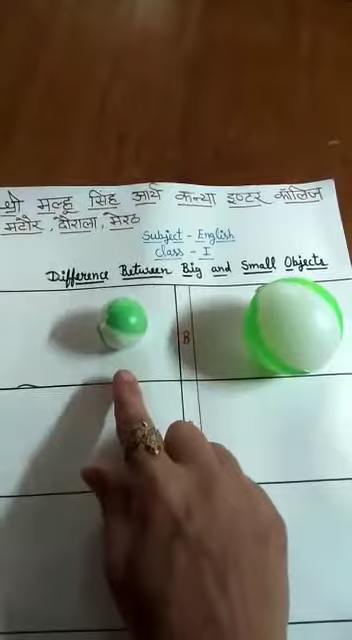 श्री मल्हू सिंह आर्य कन्या इण्टर कॉलिज
मटौर, दौराला, मेरठ
Subject - English
Class - I
Difference Between Big and Small Objects
B